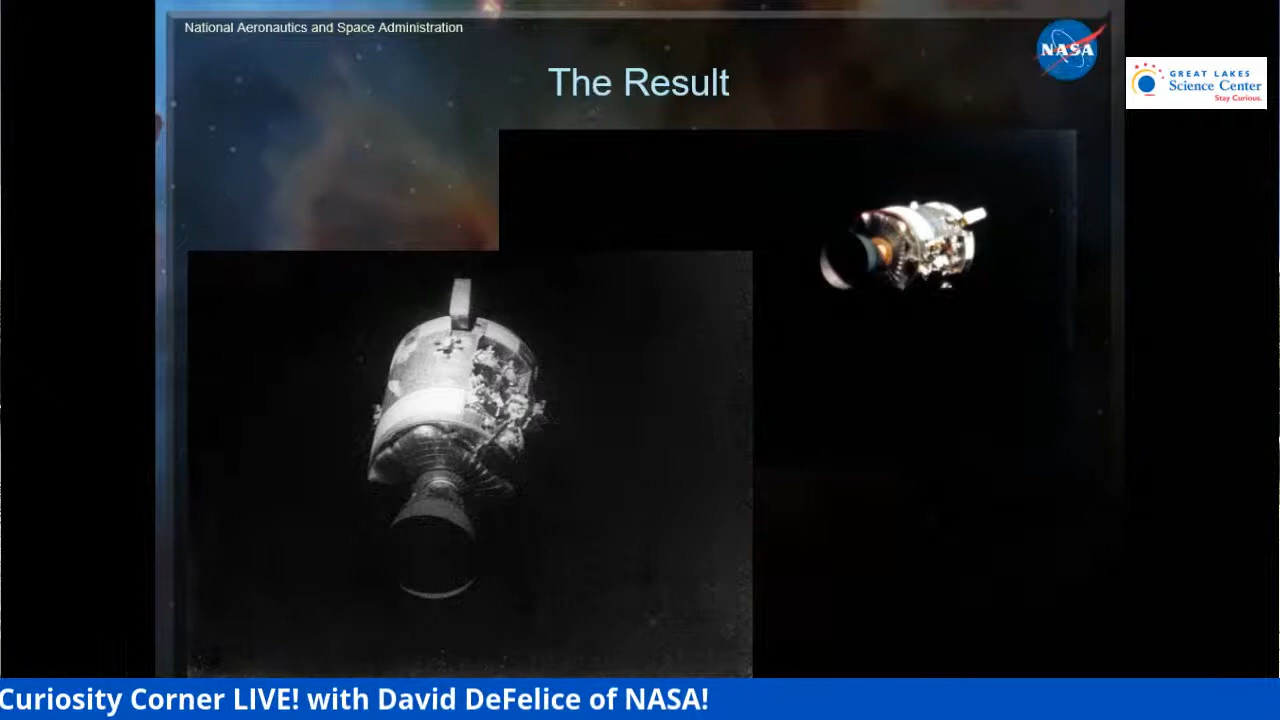 National Aeronautics and Space Administration
NASA
The Result
GREAT LAKES
Science Center
Stay Curious.
Curiosity Corner LIVE! with David DeFelice of NASA!